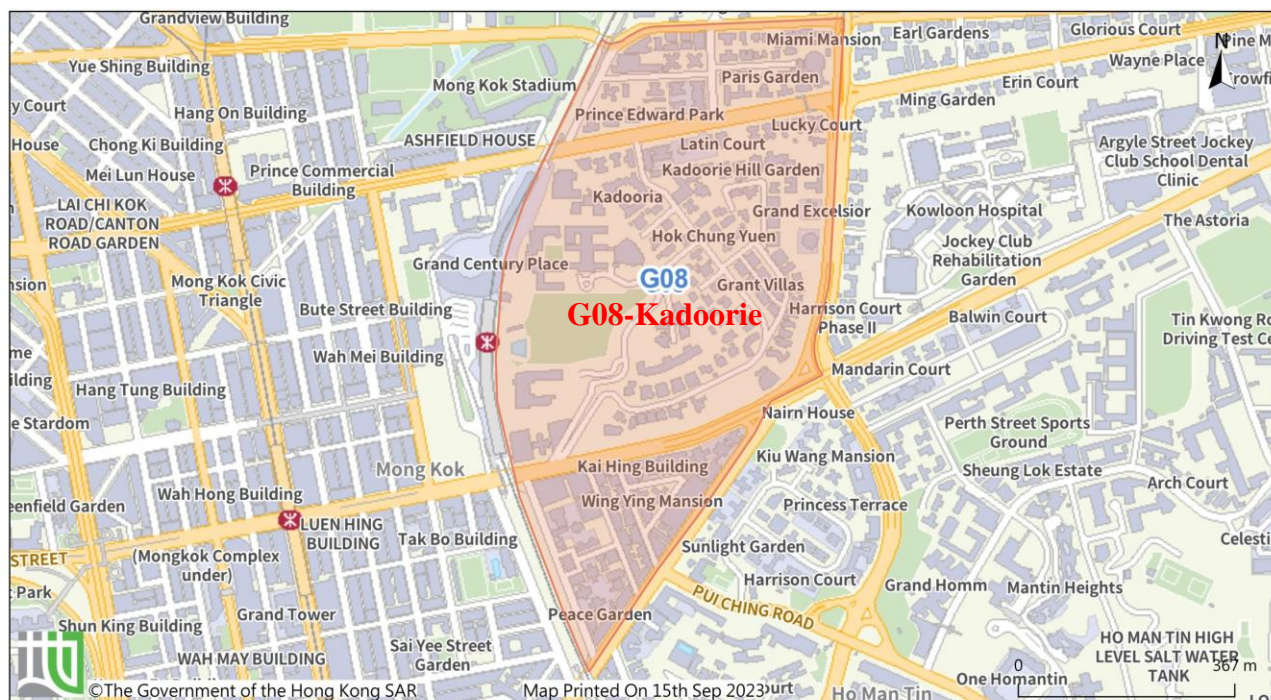 Grandview Building
Miami Mansion
Earl Gardens
Glorious Court
N
Yue Shing Building
Wayne Place
Paris Garden
Mong Kok Stadium
Erin Court
Hang On Building
Prince Edward Park
Ming Garden
y Court
Lucky Court
House
Chong Ki Building
ASHFIELD HOUSE
Latin Court
Argyle Street Jockey
Club School Dental
Clinic
Mei Lun House
Prince Commercial
Building
Kadoorie Hill Garden
Kadooria
LAI CHI KOK
ROAD/CANTON
ROAD GARDEN
Grand Excelsior
Kowloon Hospital
The Astoria
Hok Chung Yuen
Jockey Club
Rehabilitation
Garden
Grand Century Place
G08
Mong Kok Civic
Triangle
Grant Villas
nsion
G08-Kadoorie
Bute Street Building
Harrison Court
Phase II
Balwin Court
Tin Kwong Ro
Driving Test Ce
Wah Mei Building
Mandarin Court
Hang Tung Building
Nairn House
e Stardom
Perth Street Sports
Ground
Kiu Wang Mansion
Mong Kok
Kai Hing Building
Sheung Lok Estate
Arch Court
Wah Hong Building
Wing Ying Mansion
Princess Terrace
eenfield Garden
LUEN HING
BUILDING
Tak Bo Building
Celesti
STREET
(Mongkok Complex
under)
Sunlight Garden
Harrison Court
Grand Homm
Mantin Heights
t Park
PUI CHING ROAD
Grand Tower
Peace Garden
Shun King Building
Sai Yee Street
Garden
HO MAN TIN HIGH
LEVEL SALT WATER
TANK
WAH MAY BUILDING
0
367 m
One Homantin
©The Government of the Hong Kong SAR
Map Printed On 15th Sep 2023
Ho Man Tin